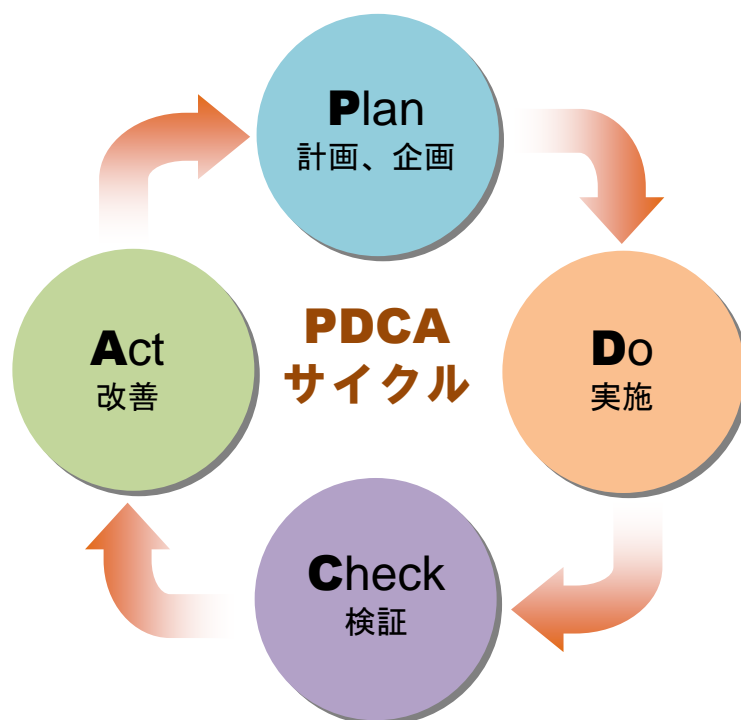 Plan
計画、企画
PDCA
サイクル
Act
改善
Do
実施
Check
検証